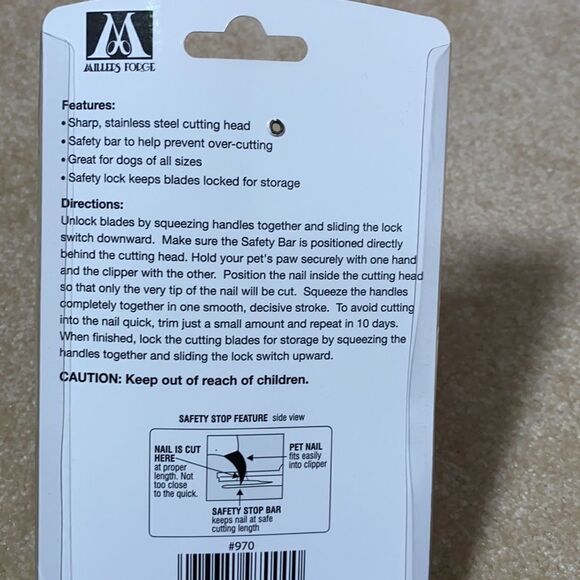 MILLERS FORGE
Features:
•Sharp, stainless steel cutting head
•Safety bar to help prevent over-cutting
•Great for dogs of all sizes
•Safety lock keeps blades locked for storage
Directions:
Unlock blades by squeezing handles together and sliding the lock
switch downward. Make sure the Safety Bar is positioned directly
behind the cutting head. Hold your pet's paw securely with one hand
and the clipper with the other. Position the nail inside the cutting head
so that only the very tip of the nail will be cut. Squeeze the handles
completely together in one smooth, decisive stroke. To avoid cutting
into the nail quick, trim just a small amount and repeat in 10 days.
When finished, lock the cutting blades for storage by squeezing the
handles together and sliding the lock switch upward.
CAUTION: Keep out of reach of children.
SAFETY STOP FEATURE side view
NAIL IS CUT
HERE
at proper
length. Not
too close
to the quick.
PET NAIL
fits easily
into clipper
SAFETY STOP BAR
keeps nail at safe
cutting length
#970